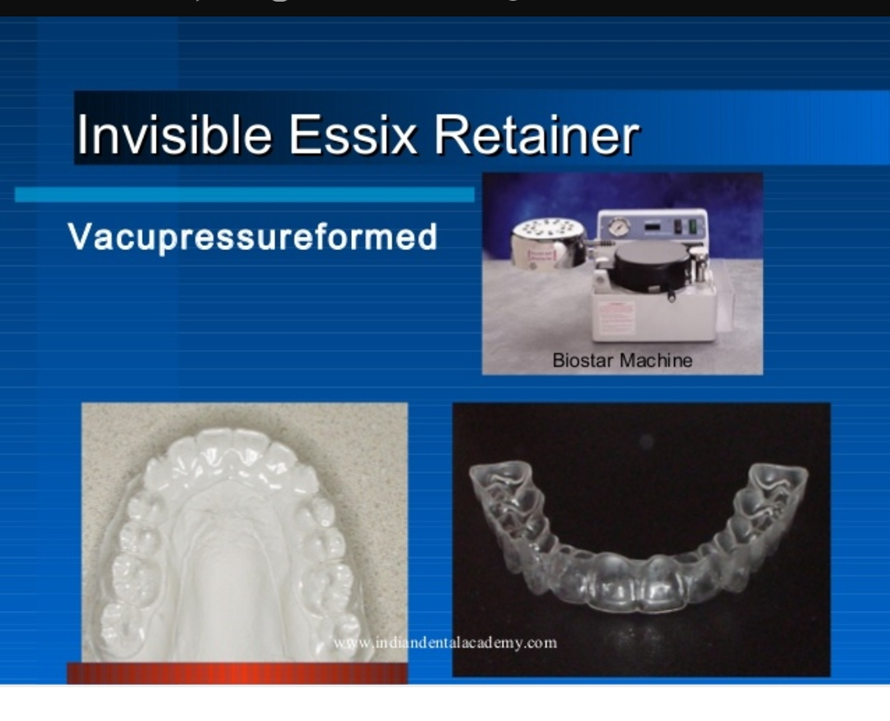 Invisible Essix Retainer
Vacupressureformed
Biostar Machine
www.indiandentalacademy.com